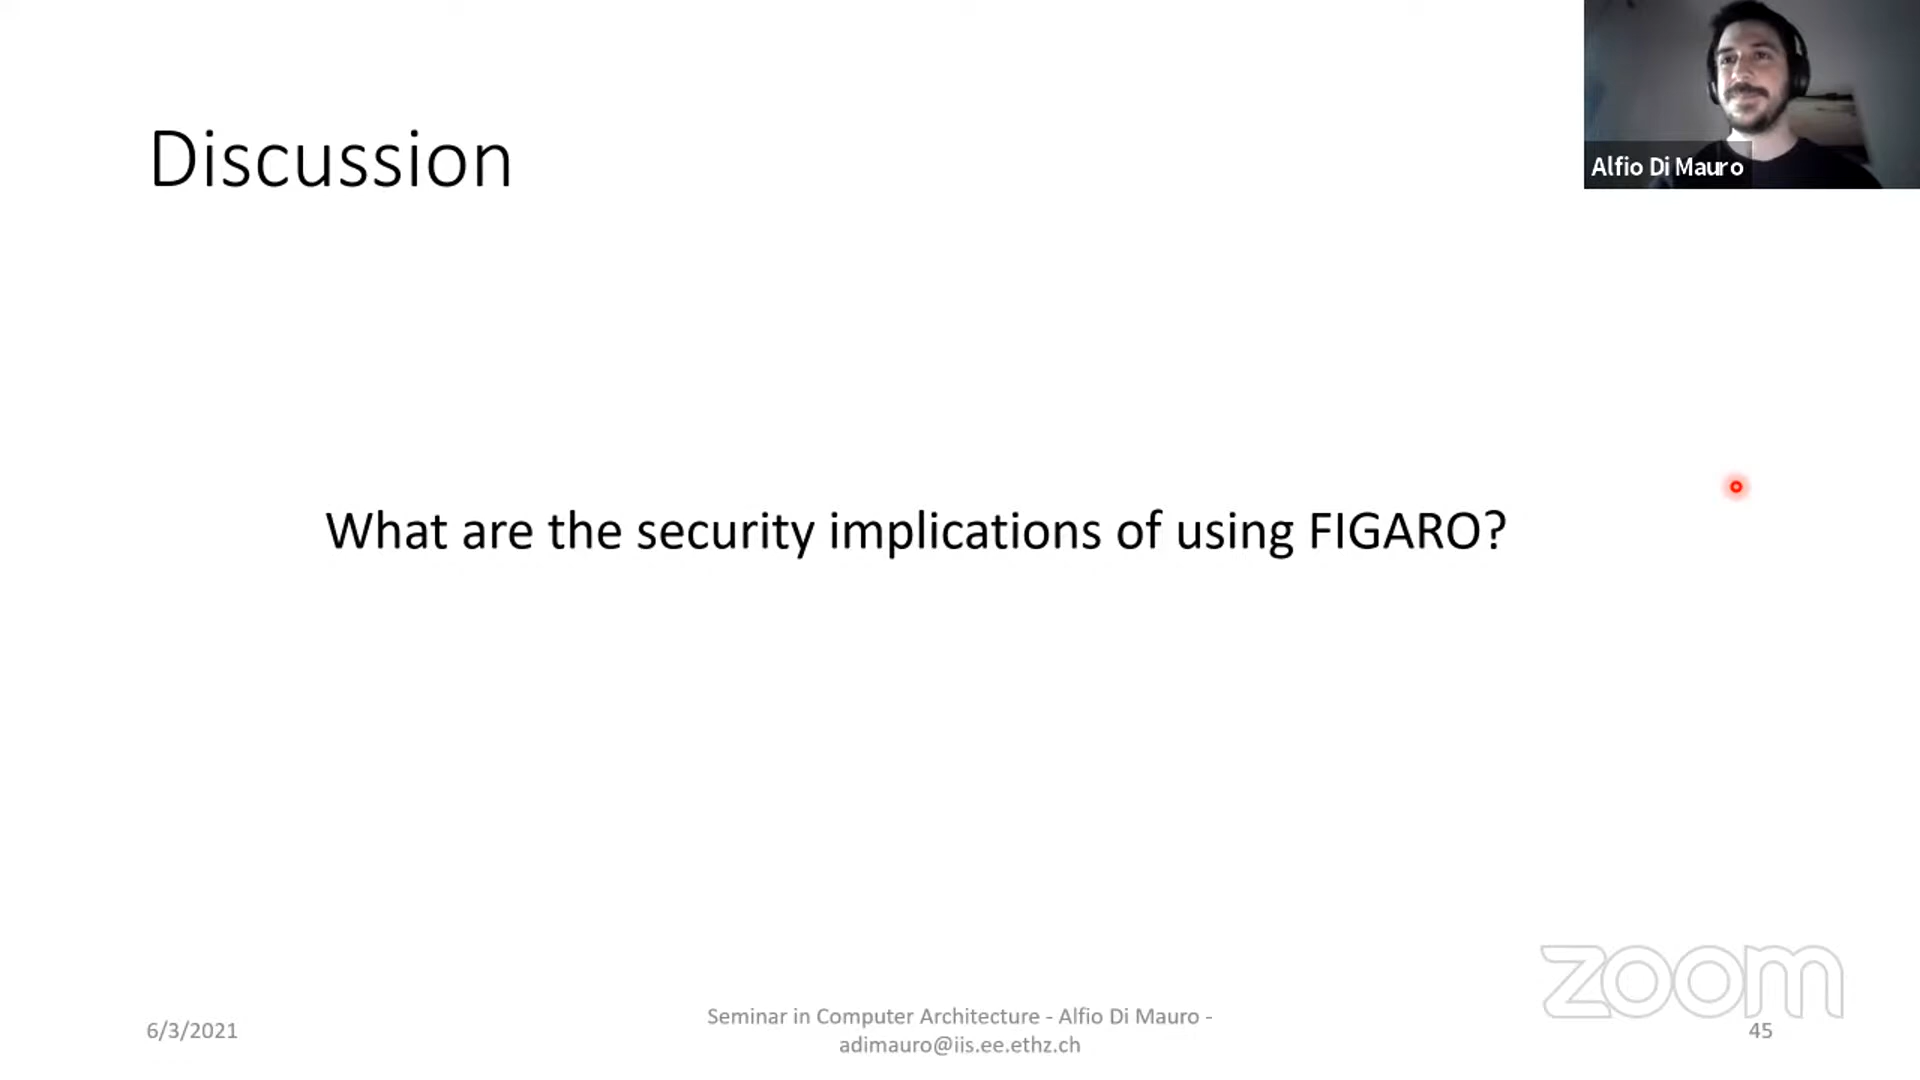 Discussion
Alfio Di Mauro
What are the security implications of using FIGARO?
zoom
6/3/2021
Seminar in Computer Architecture - Alfio Di Mauro -
adimauro@iis.ee.ethz.ch
45